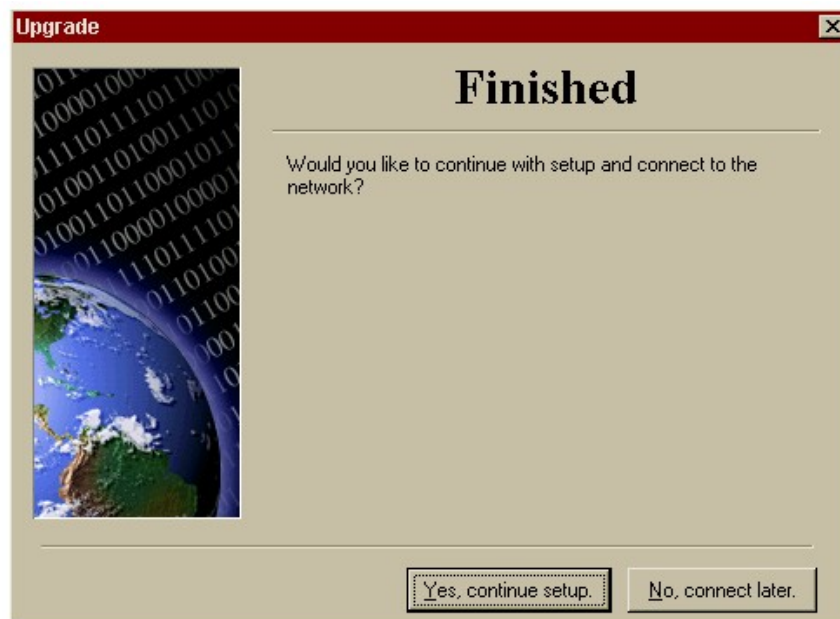 Upgrade
Finished
Would you like to continue with setup and connect to the
network?
Yes, continue setup.
No, connect later.